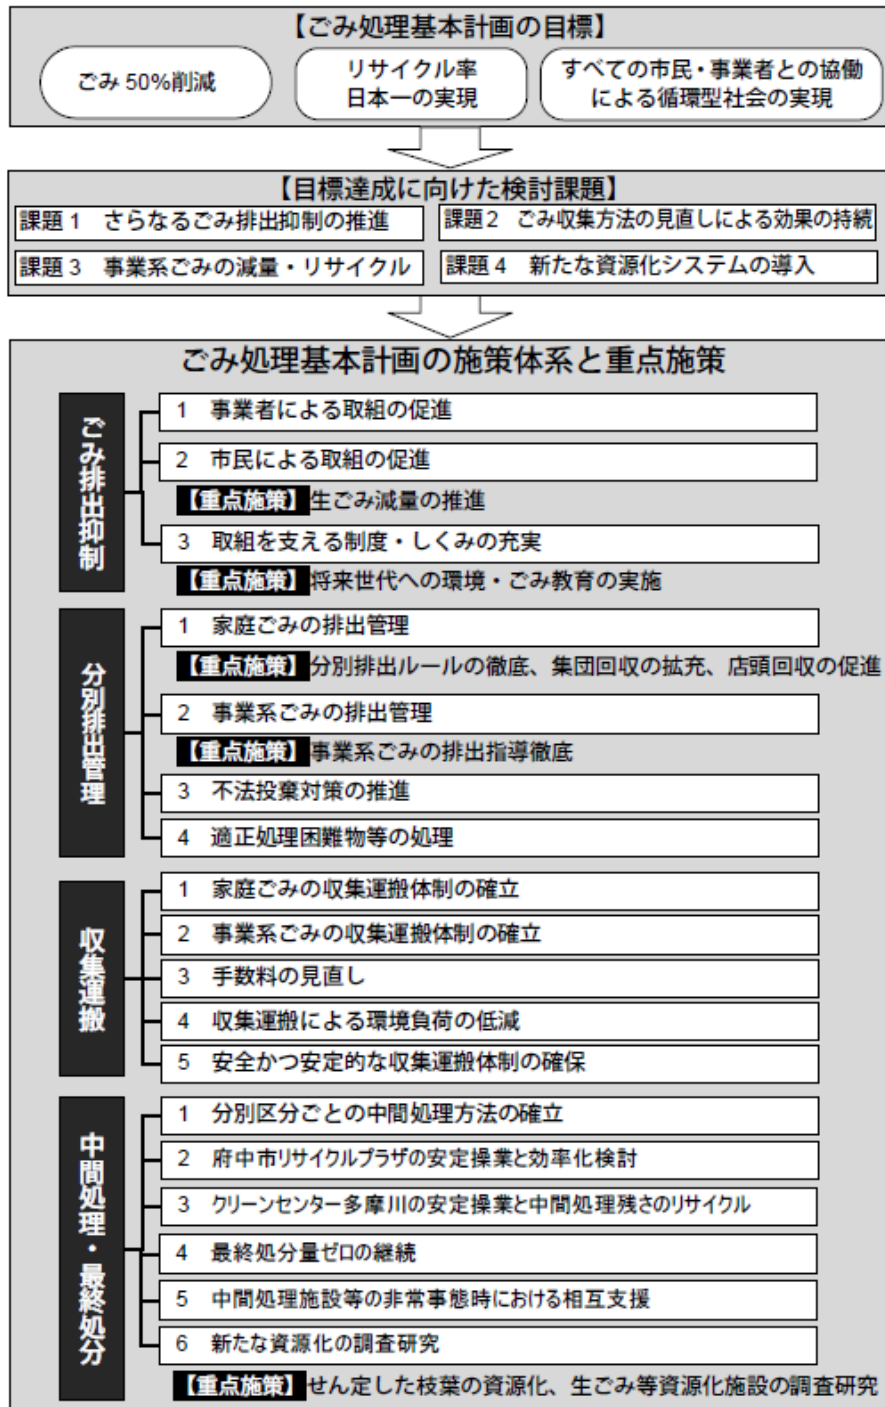 【ごみ処理基本計画の目標】
ごみ 50%削減
リサイクル率
日本一の実現
すべての市民・事業者との協働
による循環型社会の実現
【目標達成に向けた検討課題】
課題 1 さらなるごみ排出抑制の推進
課題 2 ごみ収集方法の見直しによる効果の持続
課題 3 事業系ごみの減量・リサイクル
課題 4 新たな資源化システムの導入
ごみ処理基本計画の施策体系と重点施策
ごみ排出抑制
1 事業者による取組の促進
2 市民による取組の促進
【重点施策】生ごみ減量の推進
3 取組を支える制度・しくみの充実
【重点施策】将来世代への環境・ごみ教育の実施
分別排出管理
1 家庭ごみの排出管理
【重点施策】分別排出ルールの徹底、集団回収の拡充、店頭回収の促進
2 事業系ごみの排出管理
【重点施策】事業系ごみの排出指導徹底
3 不法投棄対策の推進
4 適正処理困難物等の処理
収集運搬
1 家庭ごみの収集運搬体制の確立
2 事業系ごみの収集運搬体制の確立
3 手数料の見直し
4 収集運搬による環境負荷の低減
5 安全かつ安定的な収集運搬体制の確保
中間処理・最終処分
1 分別区分ごとの中間処理方法の確立
2 府中市リサイクルプラザの安定操業と効率化検討
3 クリーンセンター多摩川の安定操業と中間処理残さのリサイクル
4 最終処分量ゼロの継続
5 中間処理施設等の非常事態時における相互支援
6 新たな資源化の調査研究
【重点施策】せん定した枝葉の資源化、生ごみ等資源化施設の調査研究